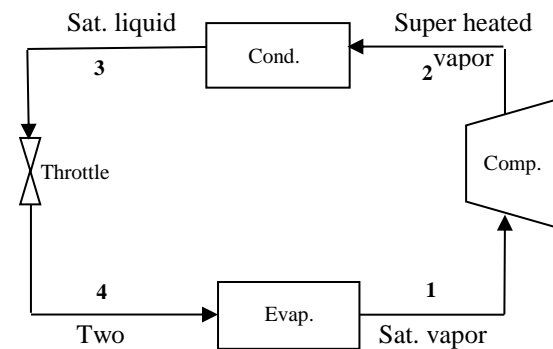 Sat. liquid
Super heated
vapor
Cond.
3
2
Throttle
Comp.
4
1
Evap.
Two
Sat. vapor